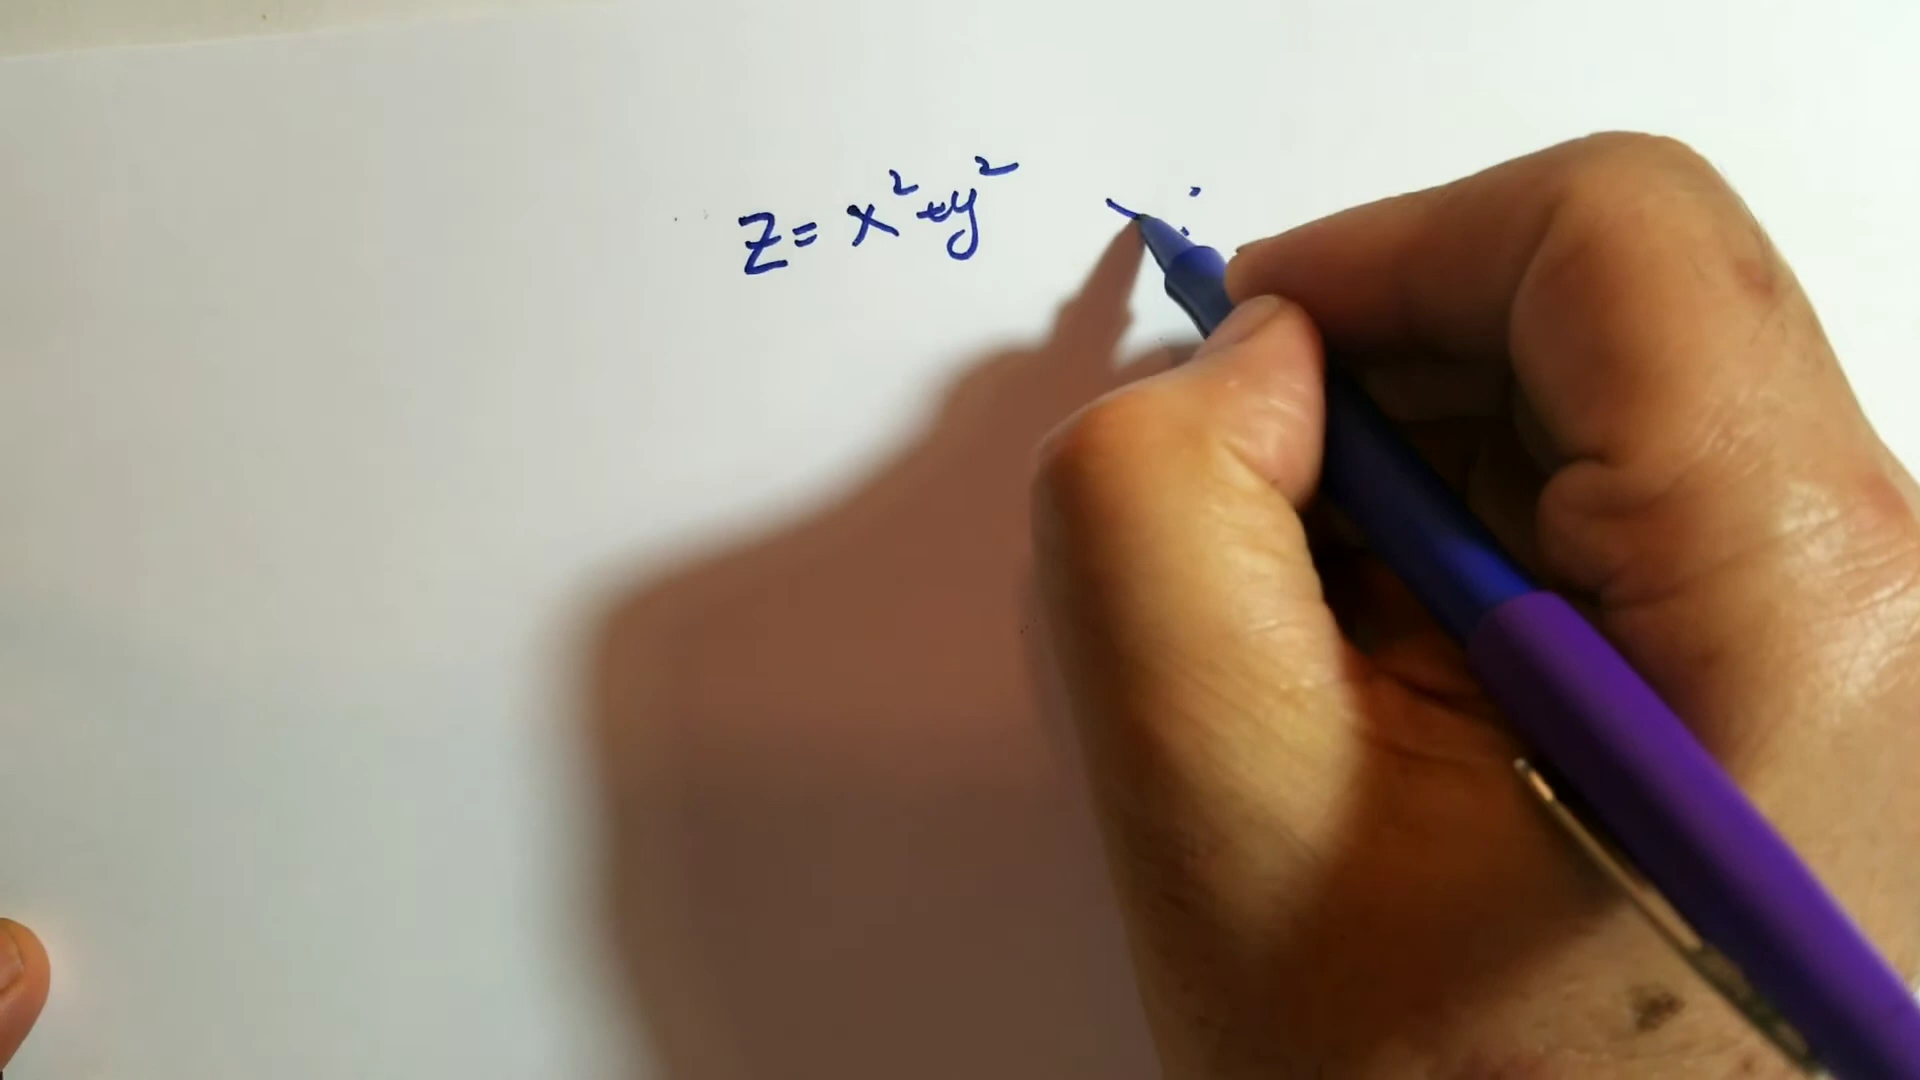 z = x² + y²